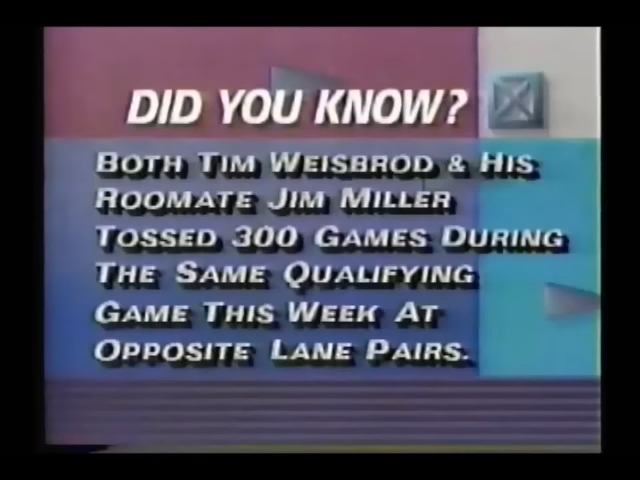 DID YOU KNOW?
BOTH TIM WEISBROD & HIS
ROOMATE JIM MILLER
TOSSED 300 GAMES DURING
THE SAME QUALIFYING
GAME THIS WEEK AT
OPPOSITE LANE PAIRS.